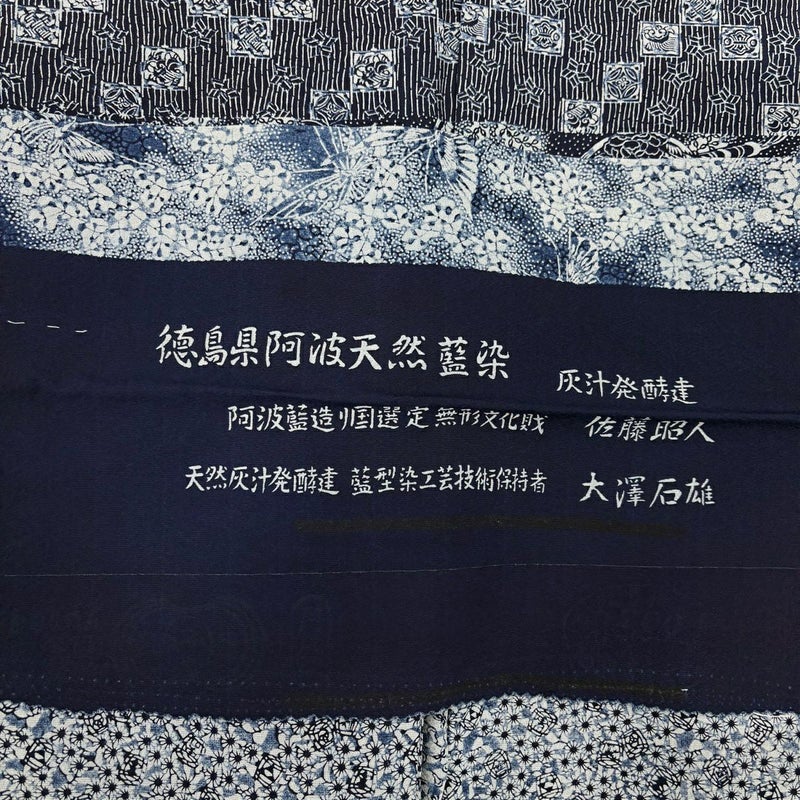 徳島県阿波天然藍染
灰汁発酵建
阿波藍造り国選定無形文化財 佐藤昭人
天然灰汁発酵建 藍型染工芸技術保持者 大澤石雄